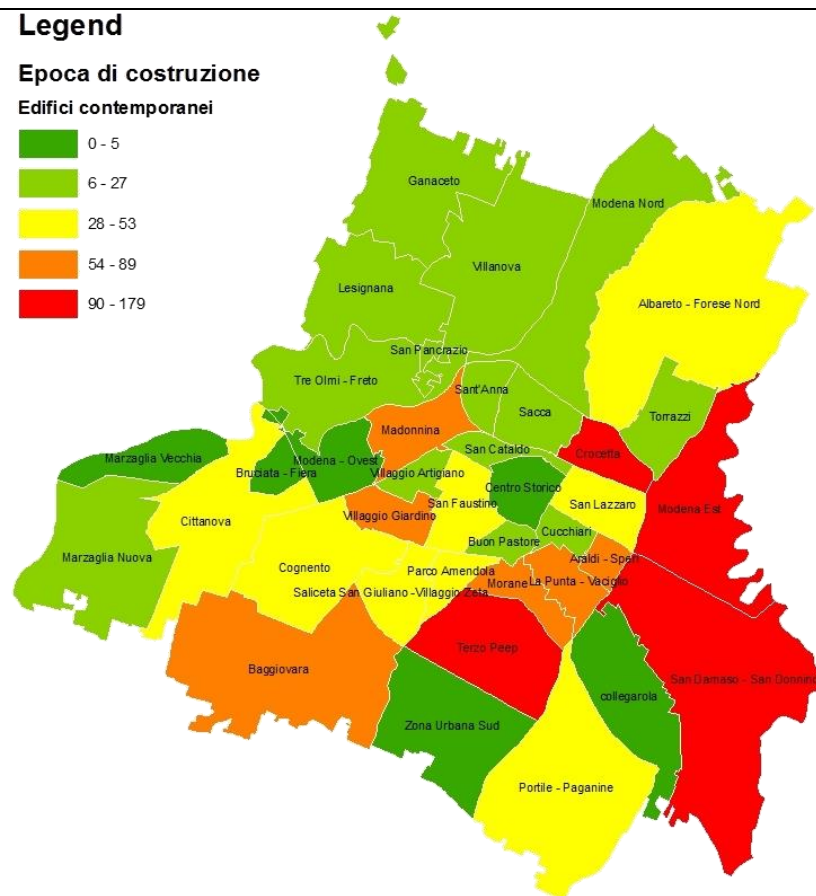 Legend
Epoca di costruzione
Edifici contemporanei
0 - 5
6 - 27
28 - 53
54 - 89
90 - 179
Ganaceto
Modena Nord
Villanova
Lesignana
Albareto - Forese Nord
San Pancrazio
Tre Olmi - Freto
Sant'Anna
Sacca
Torrazzi
Madonnina
San Cataldo
Crocetta
Marzaglia Vecchia
Modena - Ovest
Bruciata - Fiera
Villaggio Artigiano
Centro Storico
San Faustino
San Lazzaro
Modena Est
Cittanova
Villaggio Giardino
Cucchiari
Buon Pastore
Marzaglia Nuova
Araldi - Speri
Cognento
Parco Amendola
Morane
La Punta - Vaciglio
Saliceta San Giuliano -Villaggio Zeta
Terzo Peep
Baggiovara
San Damaso - San Donnino
collegarola
Zona Urbana Sud
Portile - Paganine